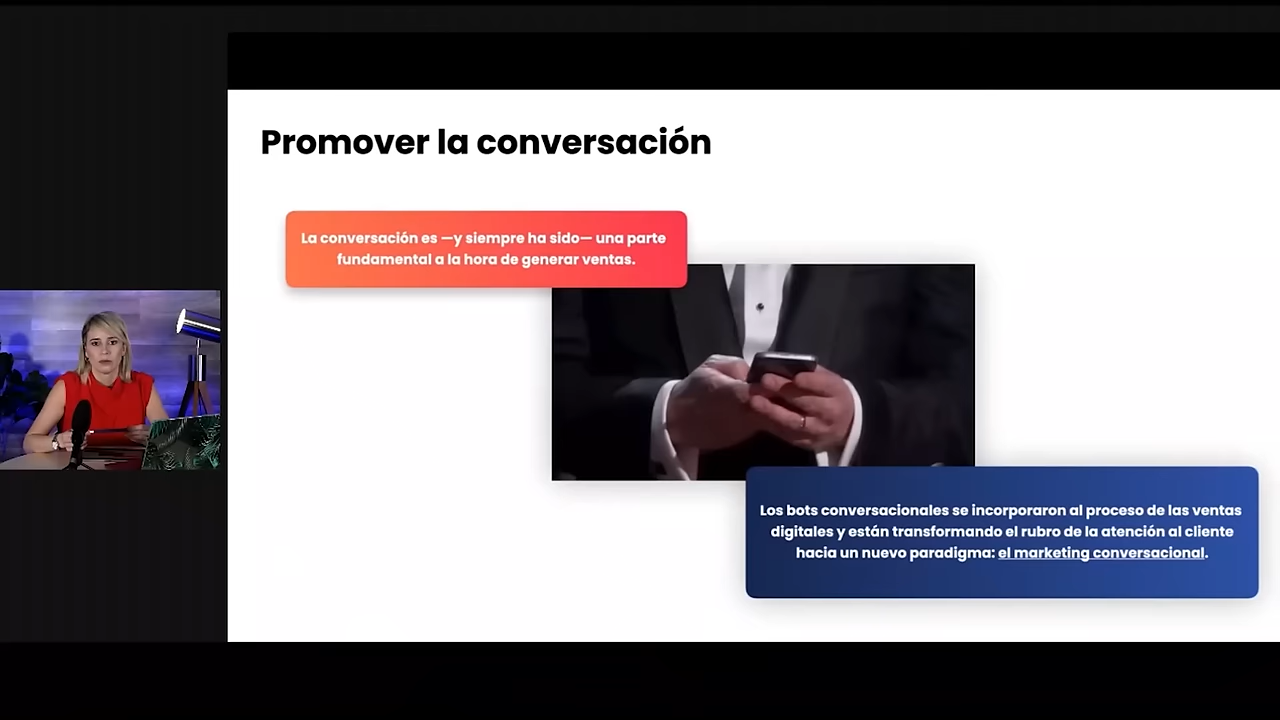 Promover la conversación
La conversación es —y siempre ha sido— una parte
fundamental a la hora de generar ventas.
Los bots conversacionales se incorporaron al proceso de las ventas
digitales y están transformando el rubro de la atención al cliente
hacia un nuevo paradigma: el marketing conversacional.